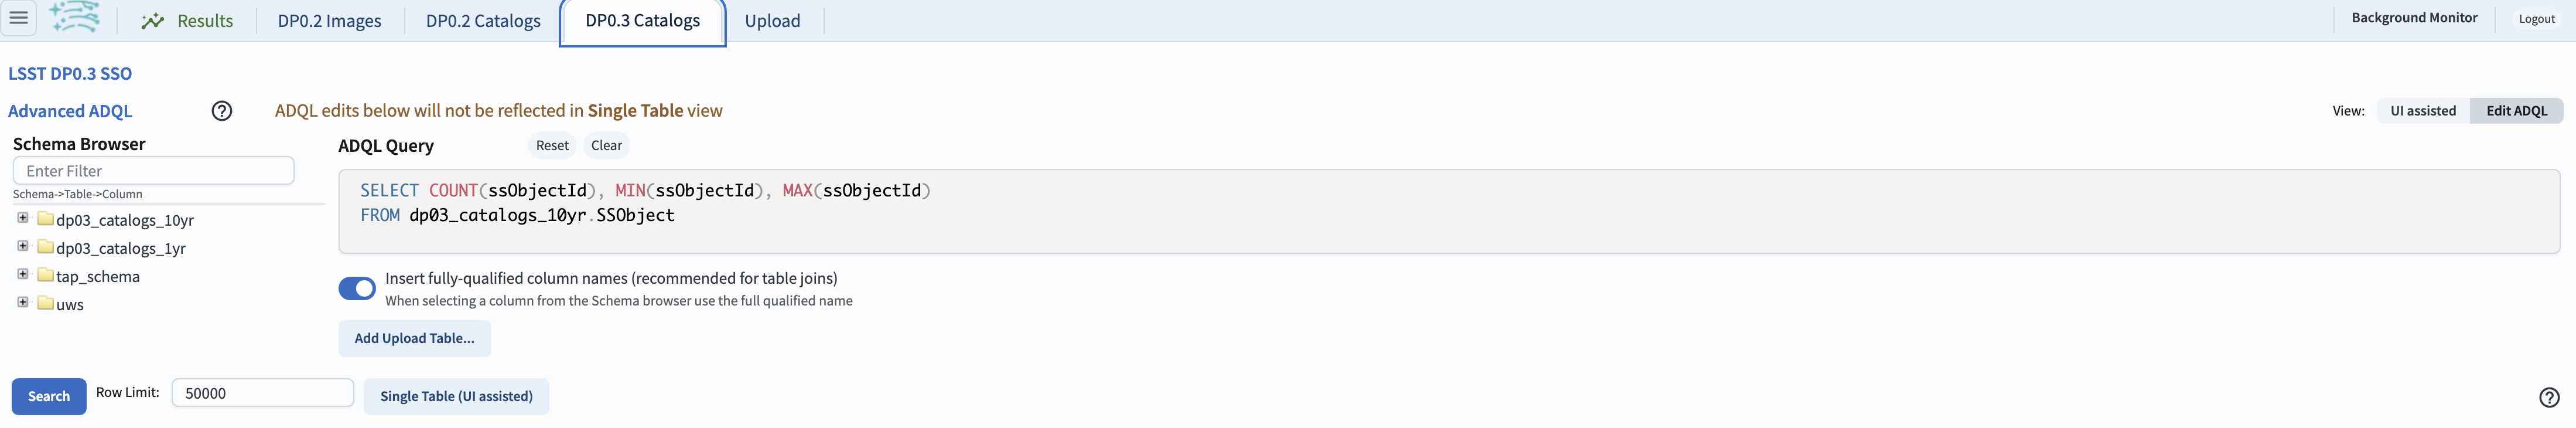 Results
DP0.2 Images
DP0.2 Catalogs
DP0.3 Catalogs
Upload
Background Monitor
Logout
LSST DP0.3 SSO
Advanced ADQL
ADQL edits below will not be reflected in Single Table view
View:
UI assisted
Edit ADQL
Schema Browser
Enter Filter
Schema->Table->Column
dp03_catalogs_10yr
dp03_catalogs_1yr
tap_schema
uws
ADQL Query
Reset
Clear
SELECT COUNT(ssObjectId), MIN(ssObjectId), MAX(ssObjectId)
FROM dp03_catalogs_10yr.SSObject
Insert fully-qualified column names (recommended for table joins)
When selecting a column from the Schema browser use the full qualified name
Add Upload Table...
Search
Row Limit:
50000
Single Table (UI assisted)